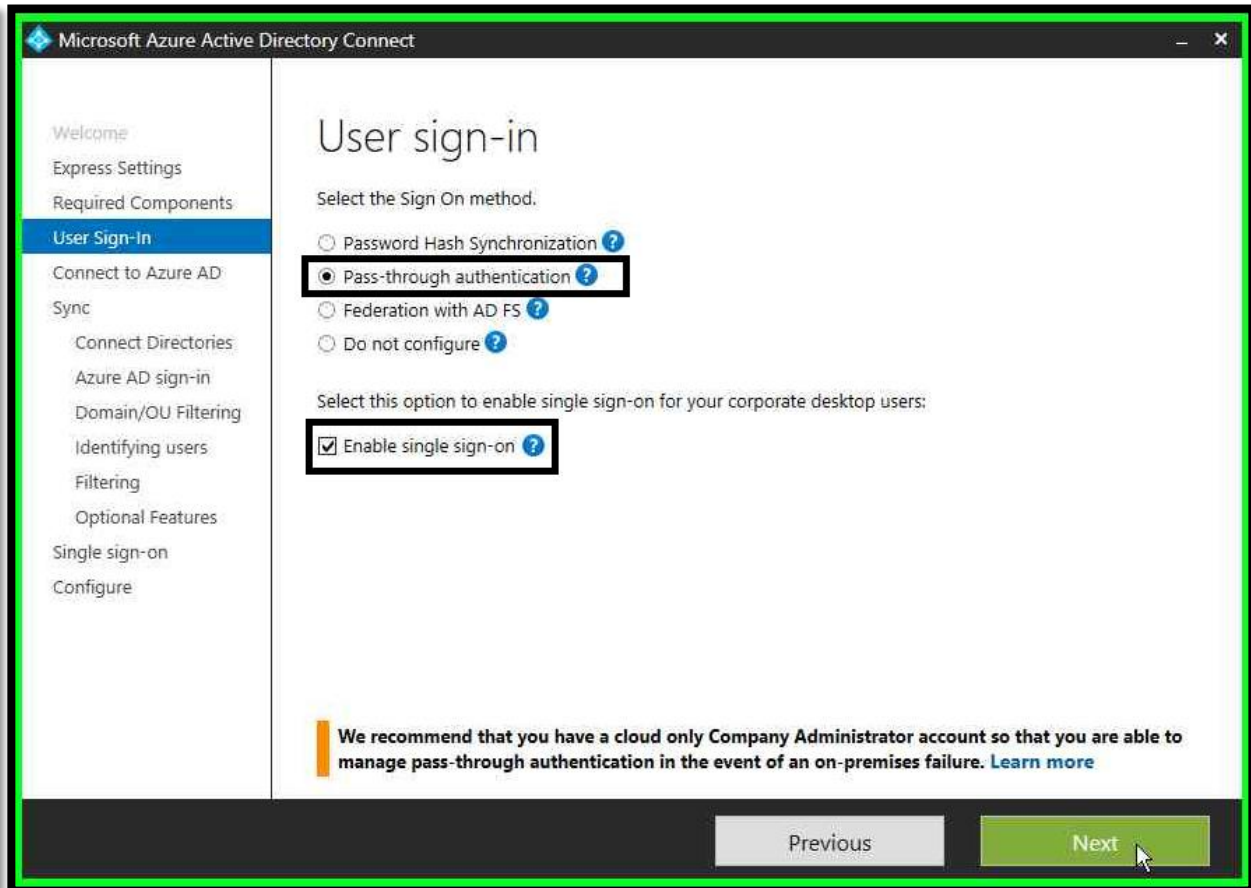 Microsoft Azure Active Directory Connect
Welcome
Express Settings
Required Components
User Sign-In
Connect to Azure AD
Sync
Connect Directories
Azure AD sign-in
Domain/OU Filtering
Identifying users
Filtering
Optional Features
Single sign-on
Configure
User sign-in
Select the Sign On method.
Password Hash Synchronization ?
Pass-through authentication ?
Federation with AD FS ?
Do not configure ?
Select this option to enable single sign-on for your corporate desktop users:
Enable single sign-on ?
We recommend that you have a cloud only Company Administrator account so that you are able to
manage pass-through authentication in the event of an on-premises failure. Learn more
Previous
Next